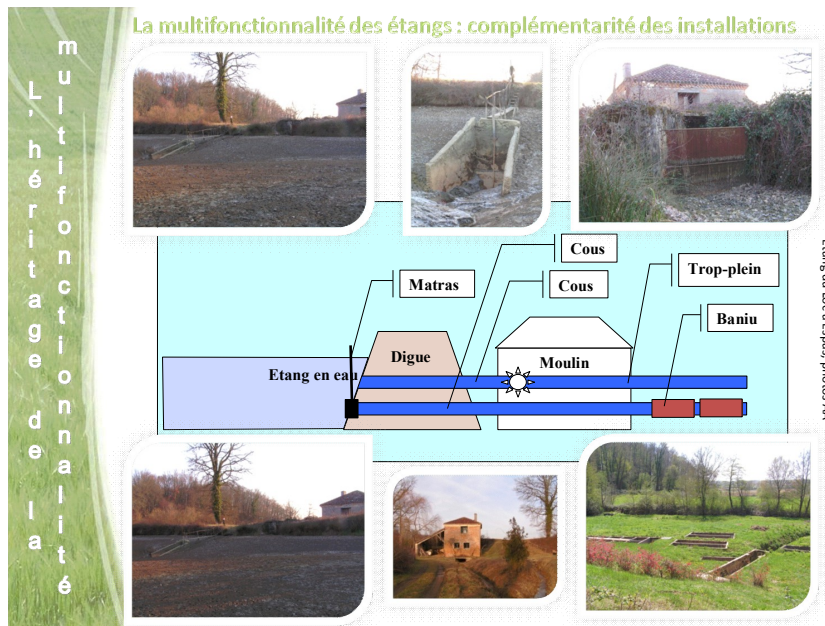 La multifonctionnalité des étangs : complémentarité des installations
L'héritage de la
multifonctionnalité
Cous
Matras
Cous
Trop-plein
Baniu
Digue
Moulin
Etang en eau